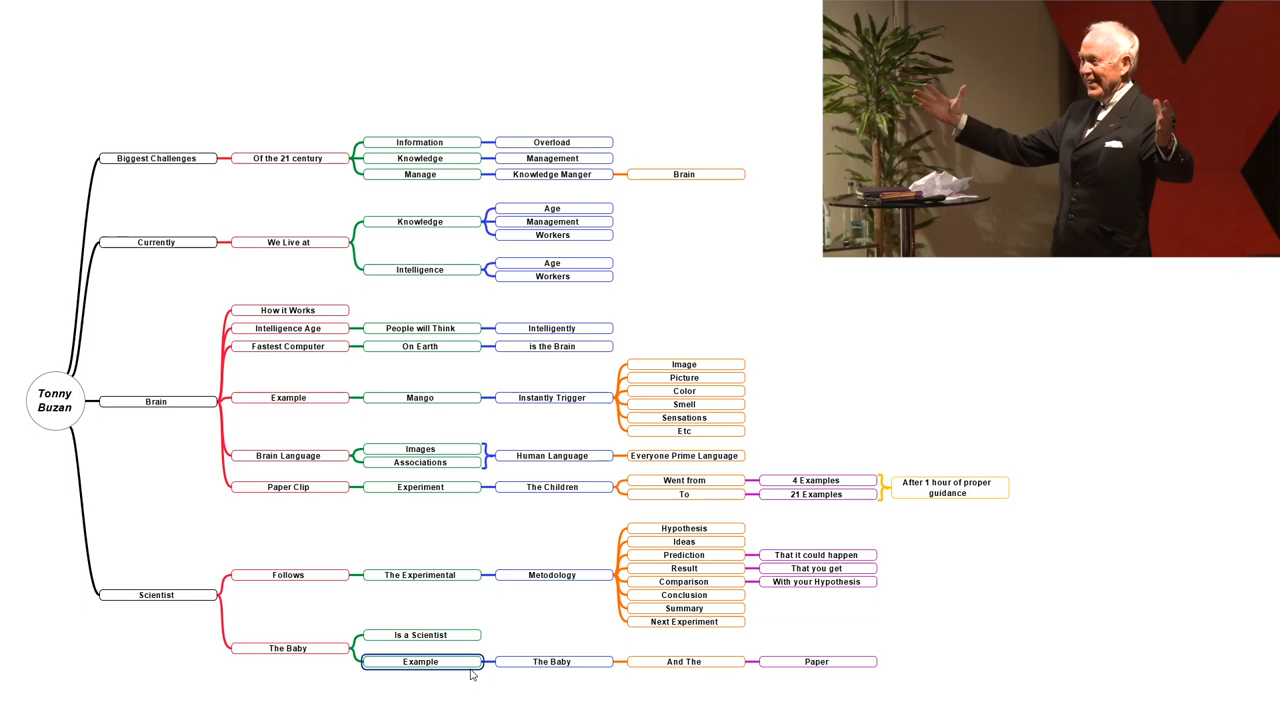 Tonny
Buzan
Biggest Challenges
Of the 21 century
Information
Overload
Knowledge
Management
Manage
Knowledge Manger
Brain
Currently
We Live at
Knowledge
Age
Management
Workers
Intelligence
Age
Workers
Brain
How it Works
Intelligence Age
People will Think
Intelligently
Fastest Computer
On Earth
is the Brain
Example
Mango
Instantly Trigger
Image
Picture
Color
Smell
Sensations
Etc
Brain Language
Images
Associations
Human Language
Everyone Prime Language
Paper Clip
Experiment
The Children
Went from
4 Examples
To
21 Examples
After 1 hour of proper
guidance
Scientist
Follows
The Experimental
Metodology
Hypothesis
Ideas
Prediction
That it could happen
Result
That you get
Comparison
With your Hypothesis
Conclusion
Summary
Next Experiment
The Baby
Is a Scientist
Example
The Baby
And The
Paper